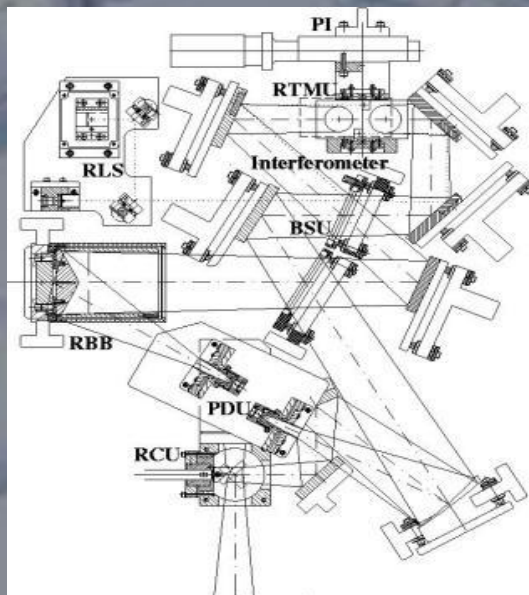 PI
RTMU
RLS
Interferometer
BSU
RBB
PDU
RCU